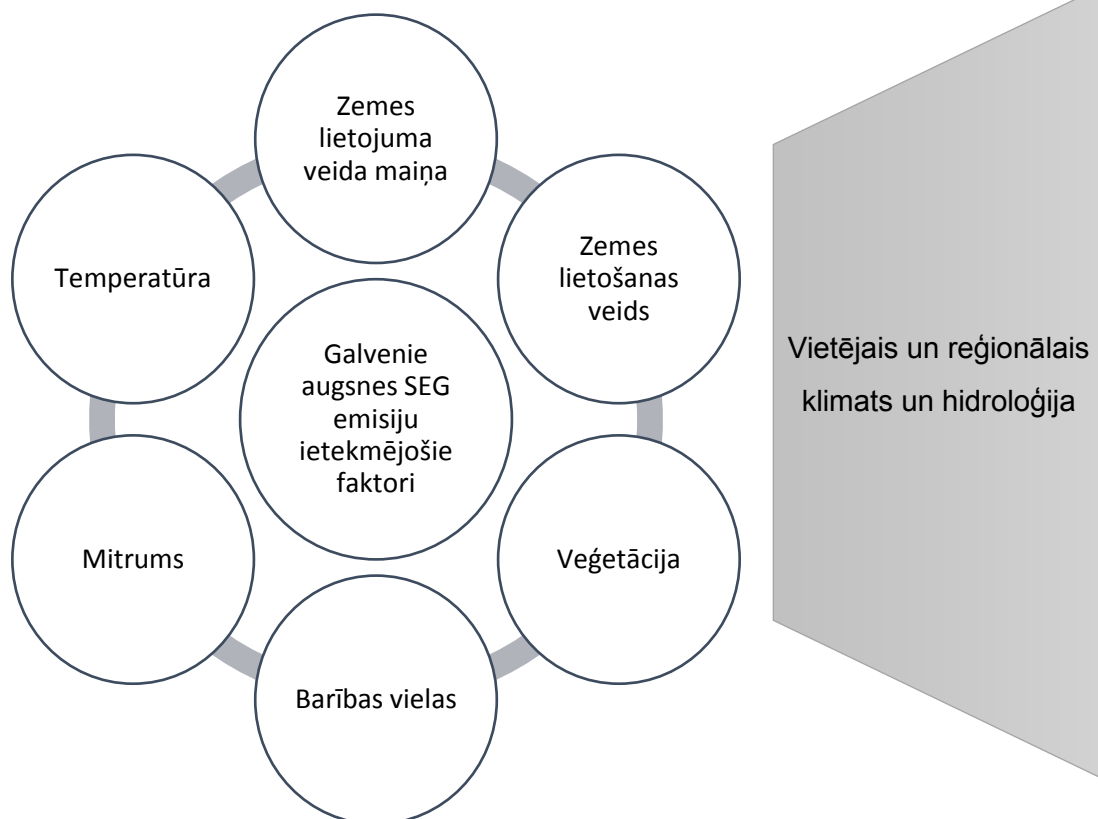 Zemes
lietojuma
veida maiņa
Zemes
lietošanas
veids
Veģetācija
Barības vielas
Mitrums
Temperatūra
Galvenie
augsnes SEG
emisiju
ietekmējošie
faktori
Vietējais un reģionālais
klimats un hidroloģija